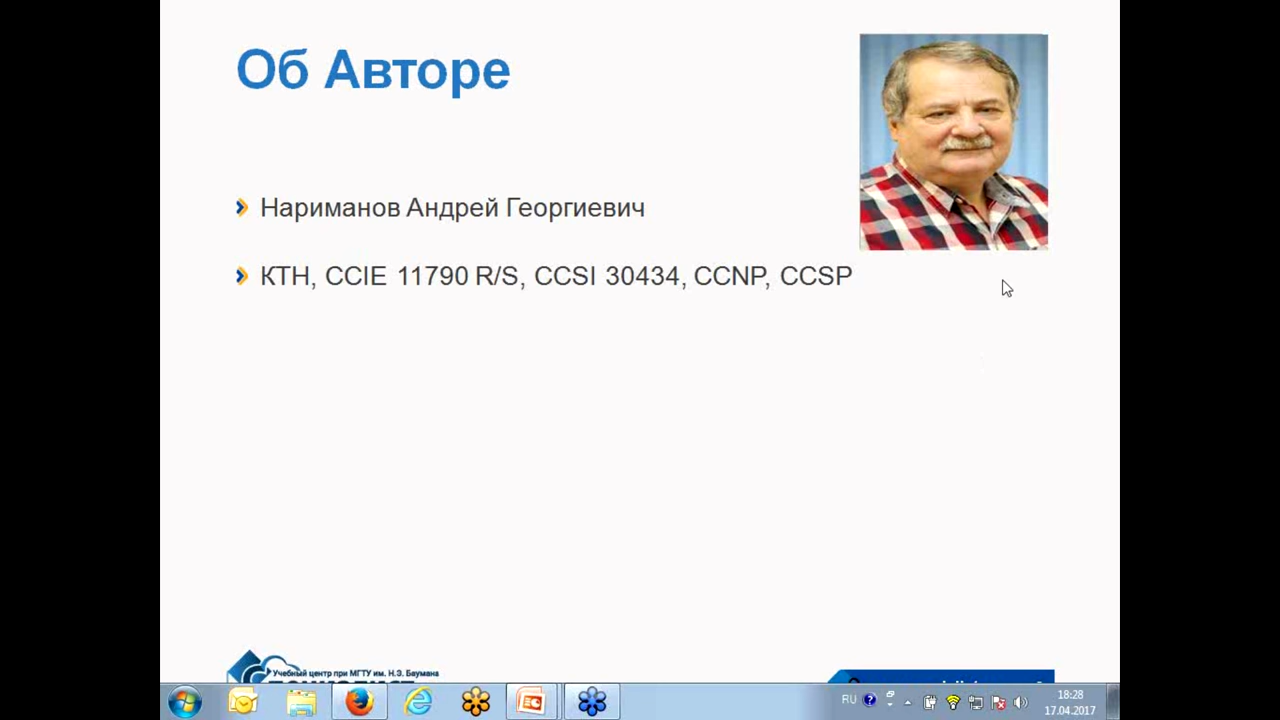 Об Авторе
Нариманов Андрей Георгиевич
КТН, CCIE 11790 R/S, CCSI 30434, CCNP, CCSP
Учебный центр при МГТУ им. Н.Э. Баумана
RU
18:28
17.04.2017